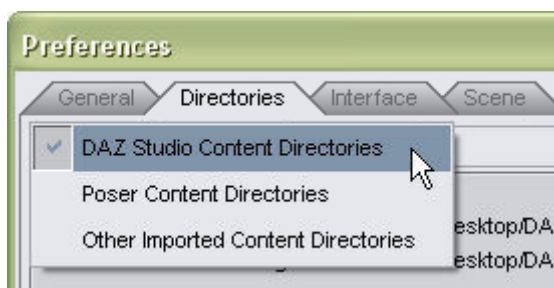 Preferences
General Directories Interface Scene
DAZ Studio Content Directories
Poser Content Directories
esktop/DA
Other Imported Content Directories
esktop/DA